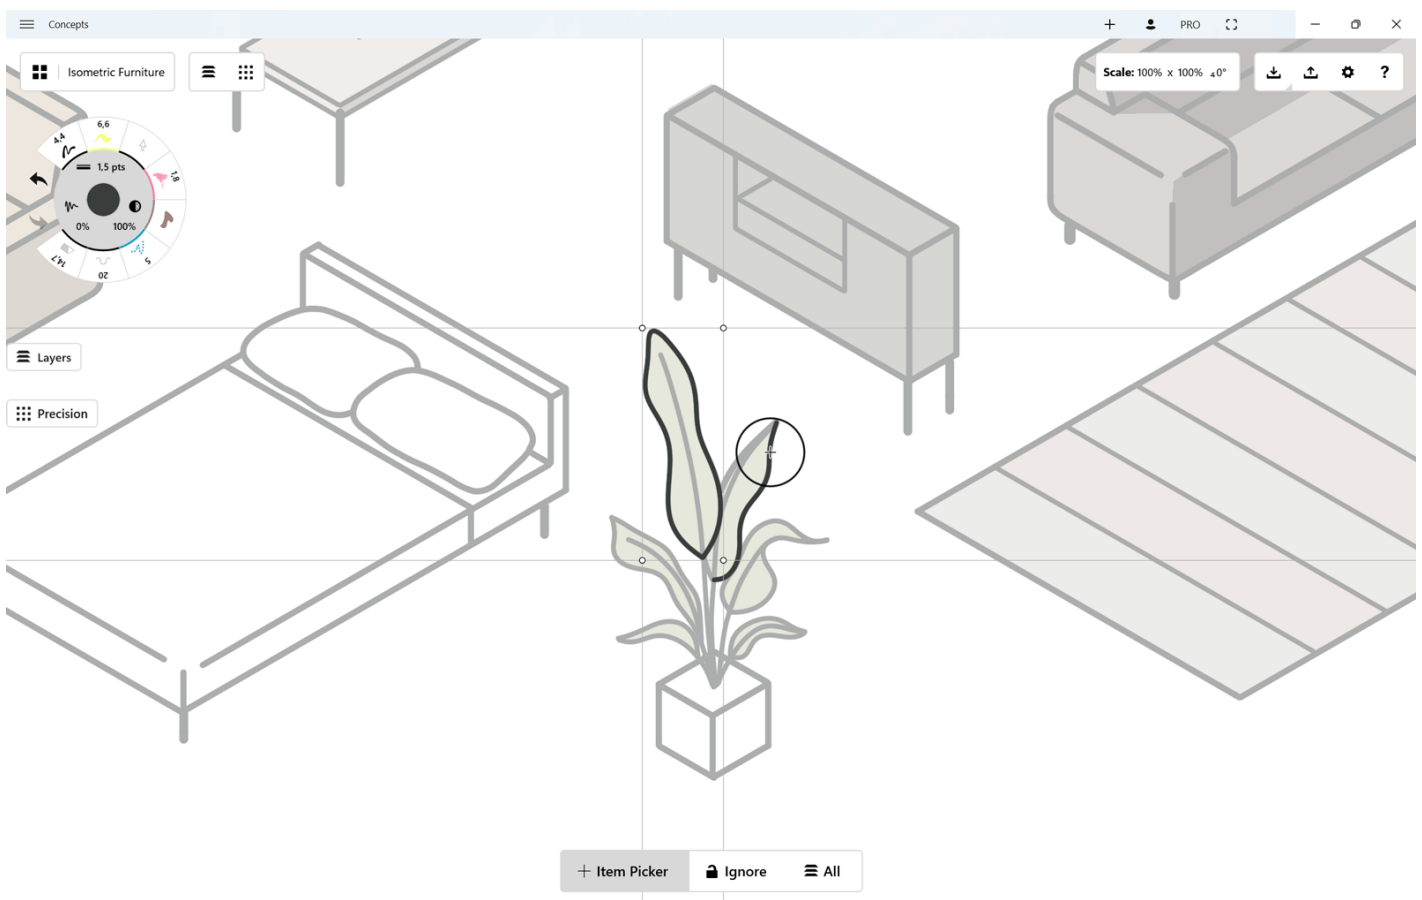 Concepts
PRO
Isometric Furniture
Scale: 100% x 100% ⊿0°
?
6,6
4,4
1,8
1,5 pts
0%
100%
14,7
20
5
Layers
Precision
Item Picker
Ignore
All